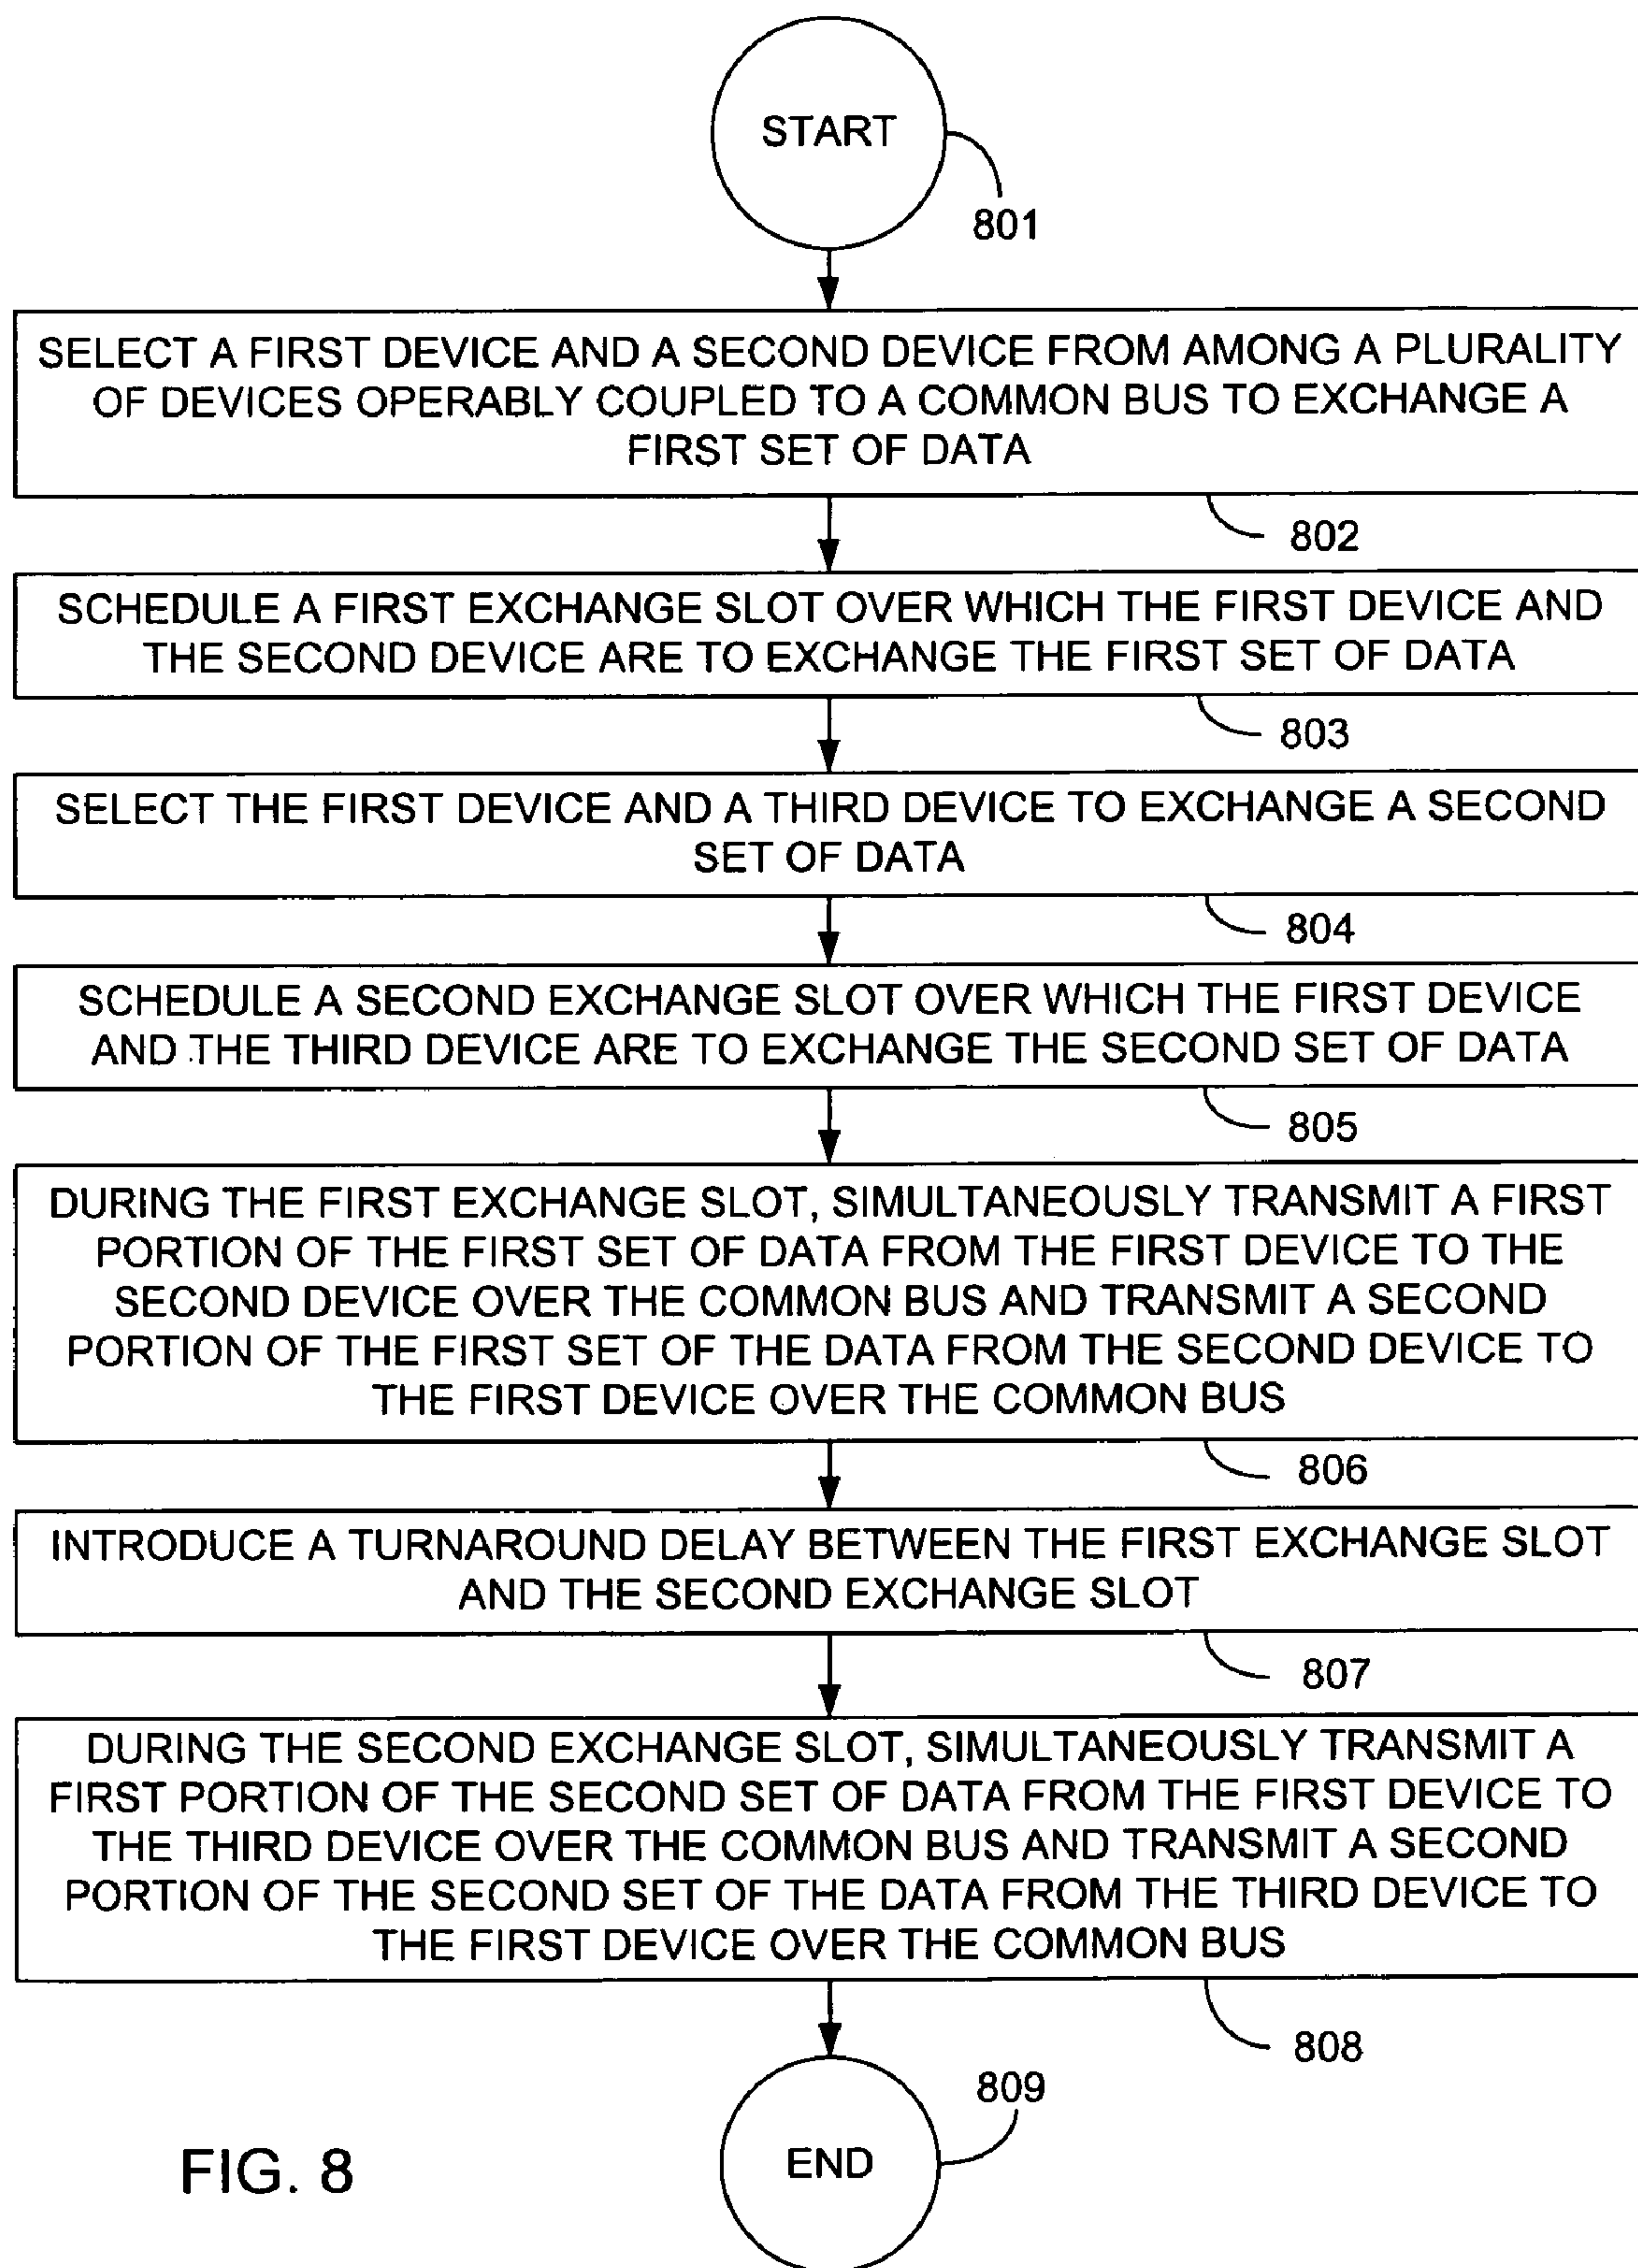 START
801
SELECT A FIRST DEVICE AND A SECOND DEVICE FROM AMONG A PLURALITY
OF DEVICES OPERABLY COUPLED TO A COMMON BUS TO EXCHANGE A
FIRST SET OF DATA
802
SCHEDULE A FIRST EXCHANGE SLOT OVER WHICH THE FIRST DEVICE AND
THE SECOND DEVICE ARE TO EXCHANGE THE FIRST SET OF DATA
803
SELECT THE FIRST DEVICE AND A THIRD DEVICE TO EXCHANGE A SECOND
SET OF DATA
804
SCHEDULE A SECOND EXCHANGE SLOT OVER WHICH THE FIRST DEVICE
AND THE THIRD DEVICE ARE TO EXCHANGE THE SECOND SET OF DATA
805
DURING THE FIRST EXCHANGE SLOT, SIMULTANEOUSLY TRANSMIT A FIRST
PORTION OF THE FIRST SET OF DATA FROM THE FIRST DEVICE TO THE
SECOND DEVICE OVER THE COMMON BUS AND TRANSMIT A SECOND
PORTION OF THE FIRST SET OF THE DATA FROM THE SECOND DEVICE TO
THE FIRST DEVICE OVER THE COMMON BUS
806
INTRODUCE A TURNAROUND DELAY BETWEEN THE FIRST EXCHANGE SLOT
AND THE SECOND EXCHANGE SLOT
807
DURING THE SECOND EXCHANGE SLOT, SIMULTANEOUSLY TRANSMIT A
FIRST PORTION OF THE SECOND SET OF DATA FROM THE FIRST DEVICE TO
THE THIRD DEVICE OVER THE COMMON BUS AND TRANSMIT A SECOND
PORTION OF THE SECOND SET OF THE DATA FROM THE THIRD DEVICE TO
THE FIRST DEVICE OVER THE COMMON BUS
808
809
END
FIG. 8